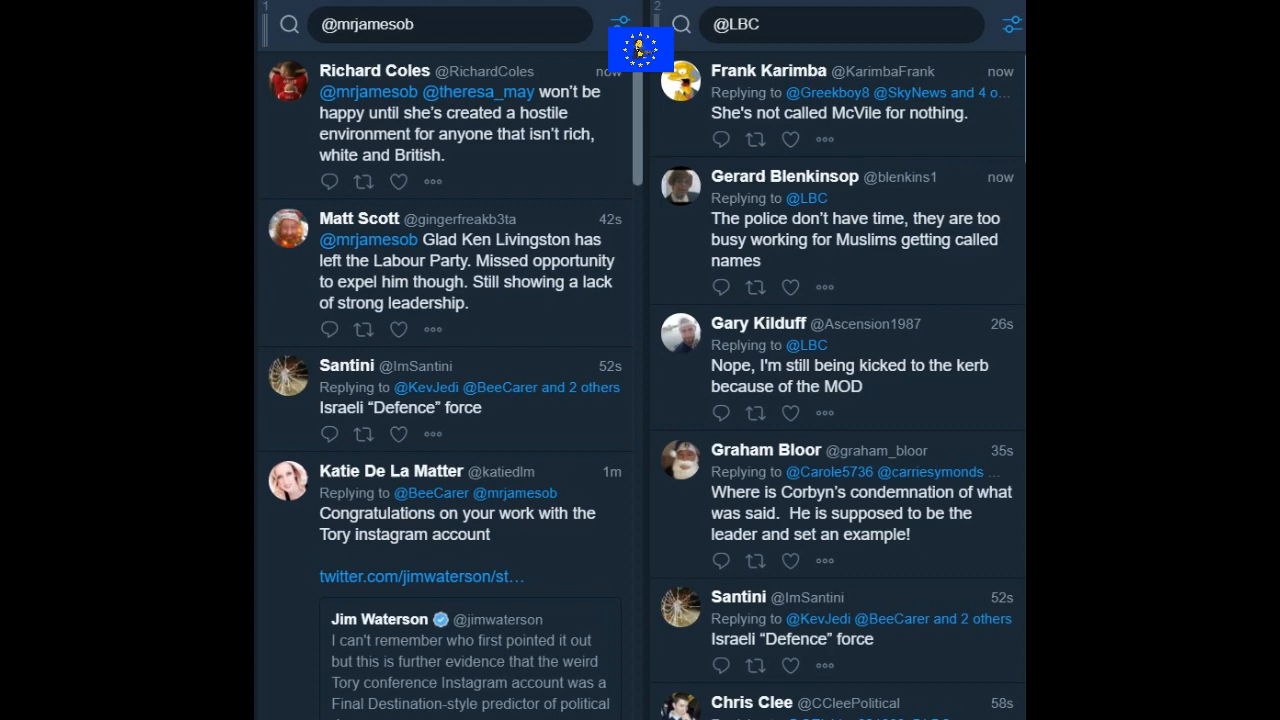 1
@mrjamesob
Richard Coles @RichardColes now
@mrjamesob @theresa_may won't be
happy until she's created a hostile
environment for anyone that isn't rich,
white and British.
Matt Scott @gingerfreakb3ta 42s
@mrjamesob Glad Ken Livingston has
left the Labour Party. Missed opportunity
to expel him though. Still showing a lack
of strong leadership.
Santini @ImSantini 52s
Replying to @KevJedi @BeeCarer and 2 others
Israeli “Defence” force
Katie De La Matter @katiedlm 1m
Replying to @BeeCarer @mrjamesob
Congratulations on your work with the
Tory instagram account
twitter.com/jimwaterson/st…
Jim Waterson @jimwaterson
I can't remember who first pointed it out
but this is further evidence that the weird
Tory conference Instagram account was a
Final Destination-style predictor of political
2
@LBC
Frank Karimba @KarimbaFrank now
Replying to @Greekboy8 @SkyNews and 4 o…
She's not called McVile for nothing.
Gerard Blenkinsop @blenkins1 now
Replying to @LBC
The police don’t have time, they are too
busy working for Muslims getting called
names
Gary Kilduff @Ascension1987 26s
Replying to @LBC
Nope, I'm still being kicked to the kerb
because of the MOD
Graham Bloor @graham_bloor 35s
Replying to @Carole5736 @carriesymonds …
Where is Corbyn’s condemnation of what
was said.  He is supposed to be the
leader and set an example!
Santini @ImSantini 52s
Replying to @KevJedi @BeeCarer and 2 others
Israeli “Defence” force
Chris Clee @CCleePolitical 58s